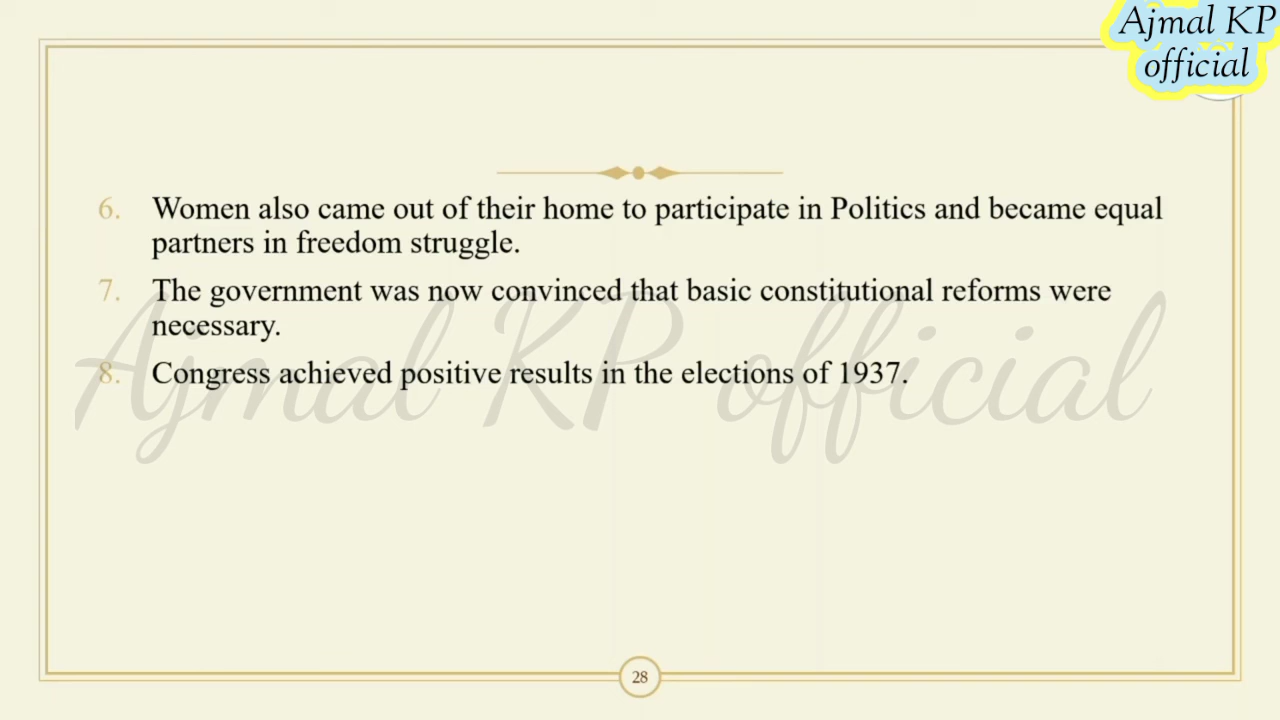 Ajmal KP
official
6. Women also came out of their home to participate in Politics and became equal
partners in freedom struggle.
7. The government was now convinced that basic constitutional reforms were
necessary.
8. Congress achieved positive results in the elections of 1937.
Ajmal KP official
28